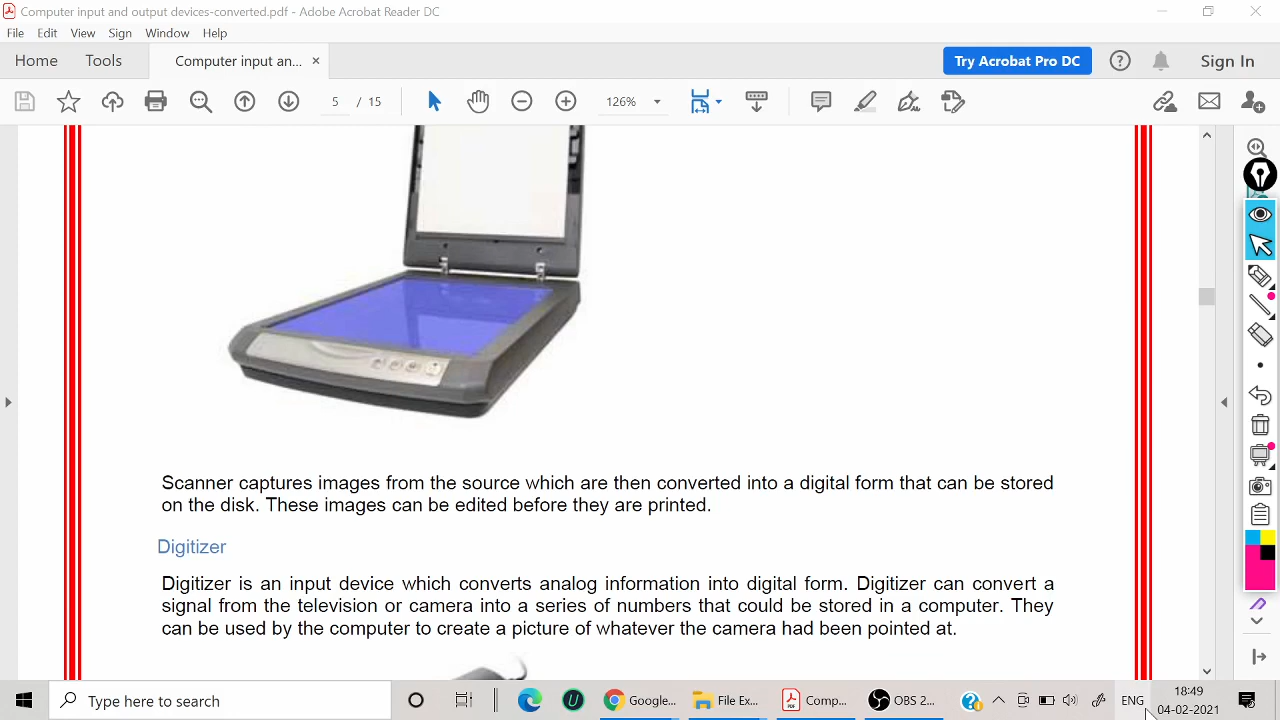 Computer input and output devices-converted.pdf - Adobe Acrobat Reader DC
File Edit View Sign Window Help
Home Tools Computer input an... × Try Acrobat Pro DC Sign In
5 / 15 126%
Scanner captures images from the source which are then converted into a digital form that can be stored
on the disk. These images can be edited before they are printed.
Digitizer
Digitizer is an input device which converts analog information into digital form. Digitizer can convert a
signal from the television or camera into a series of numbers that could be stored in a computer. They
can be used by the computer to create a picture of whatever the camera had been pointed at.
Type here to search Google... File Ex... Comp... OBS 2... ENG 18:49
04-02-2021